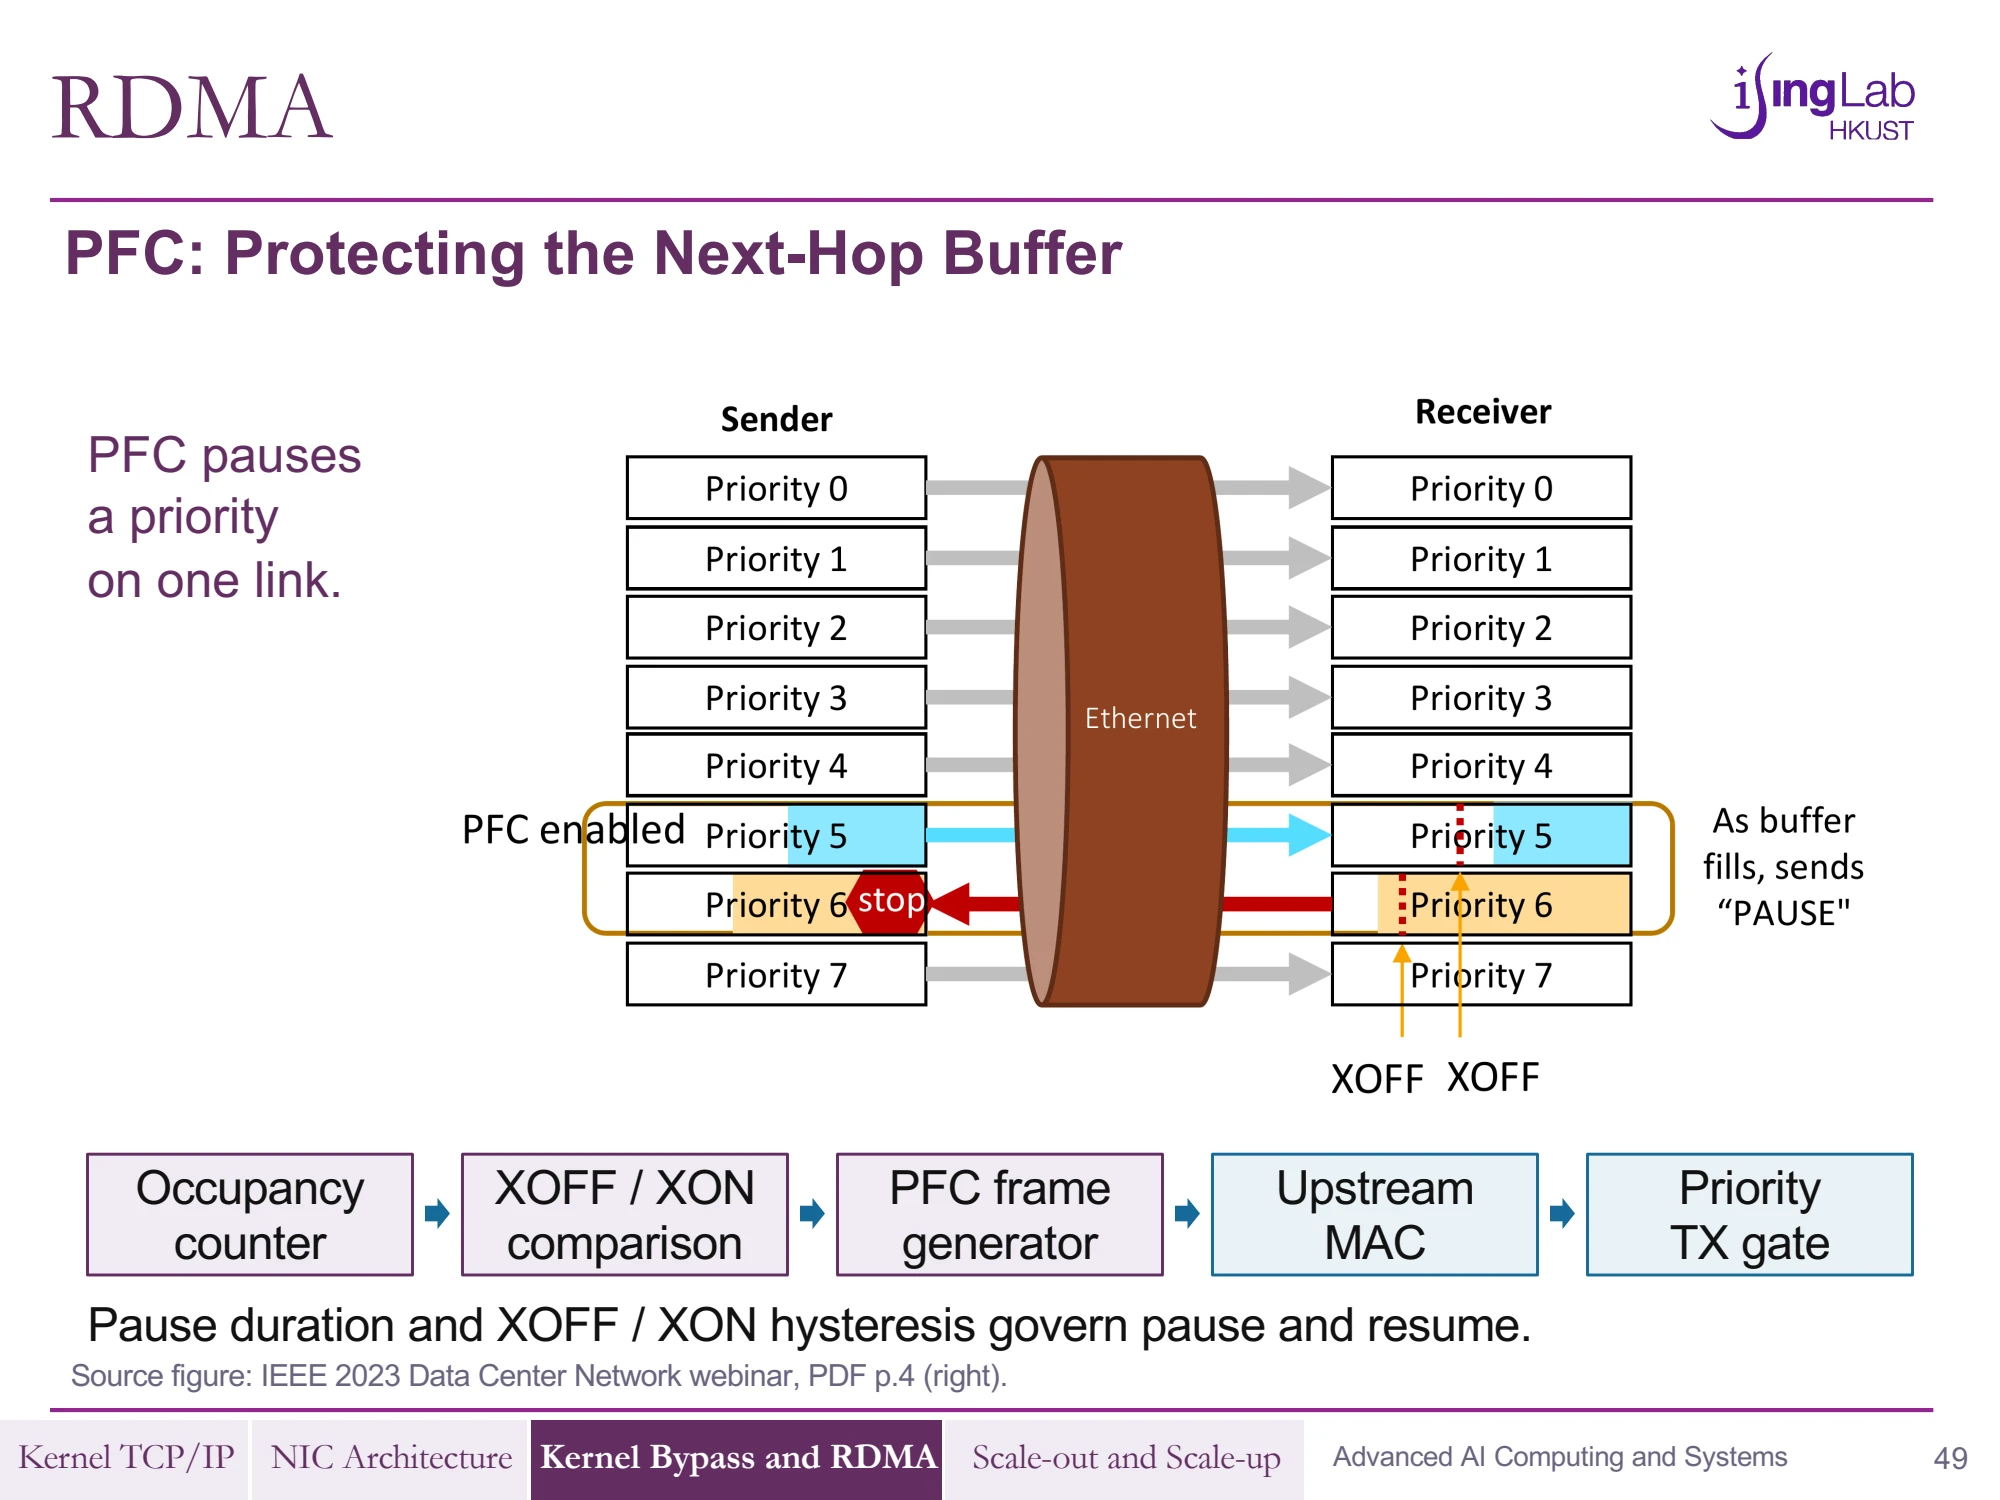 RDMA
isingLab
HKUST
PFC: Protecting the Next-Hop Buffer
PFC pauses
a priority
on one link.
Sender
Receiver
Priority 0
Priority 0
Priority 1
Priority 1
Priority 2
Priority 2
Priority 3
Priority 3
Ethernet
Priority 4
Priority 4
PFC enabled
Priority 5
Priority 5
Priority 6
stop
Priority 6
As buffer
fills, sends
“PAUSE"
Priority 7
Priority 7
XOFF
XOFF
Occupancy
counter
XOFF / XON
comparison
PFC frame
generator
Upstream
MAC
Priority
TX gate
Pause duration and XOFF / XON hysteresis govern pause and resume.
Source figure: IEEE 2023 Data Center Network webinar, PDF p.4 (right).
Kernel TCP/IP
NIC Architecture
Kernel Bypass and RDMA
Scale-out and Scale-up
Advanced AI Computing and Systems
49